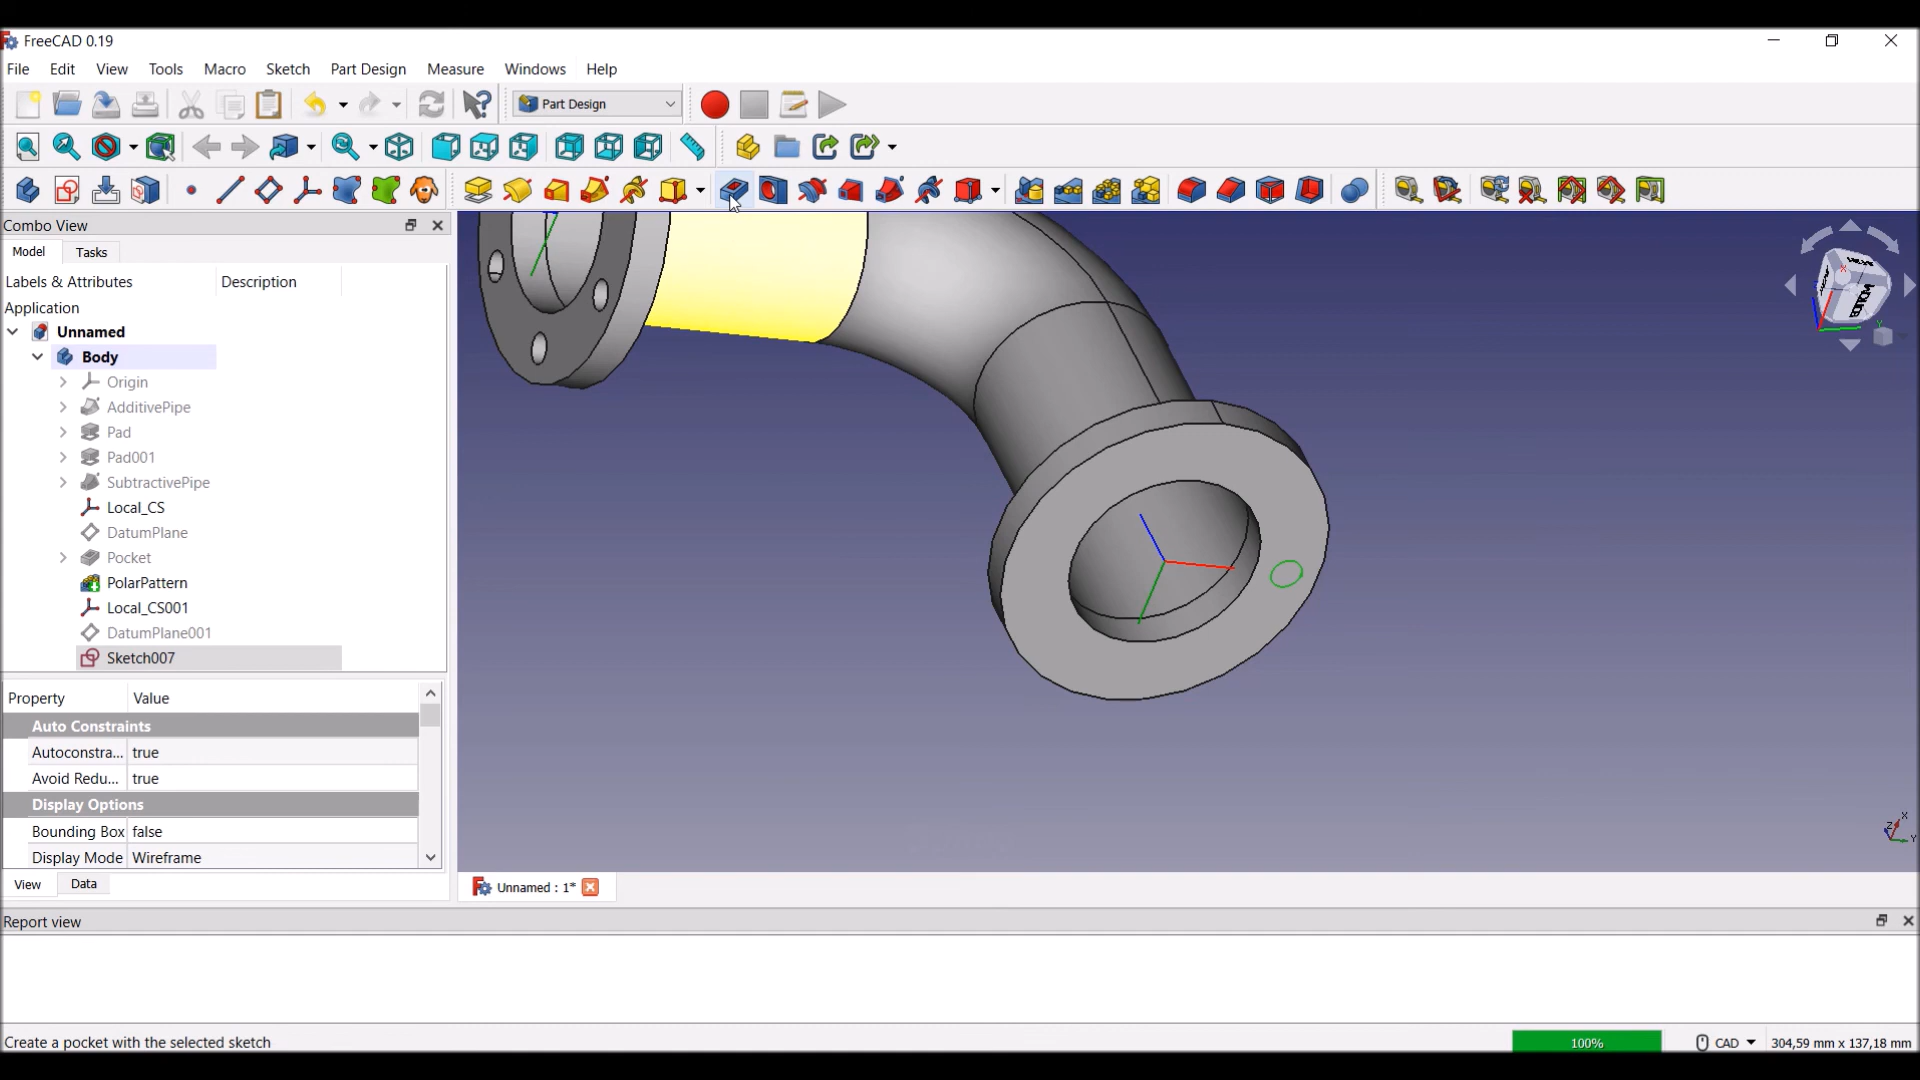 FreeCAD 0.19
File Edit View Tools Macro Sketch Part Design Measure Windows Help
Part Design
Combo View
Model Tasks
Labels & Attributes Description
Application
Unnamed
Body
Origin
AdditivePipe
Pad
Pad001
SubtractivePipe
Local_CS
DatumPlane
Pocket
PolarPattern
Local_CS001
DatumPlane001
Sketch007
Property Value
Auto Constraints
Autoconstra... true
Avoid Redu... true
Display Options
Bounding Box false
Display Mode Wireframe
View Data
Unnamed : 1*
X
Z
Y
Report view
Create a pocket with the selected sketch
100%
CAD
304,59 mm x 137,18 mm